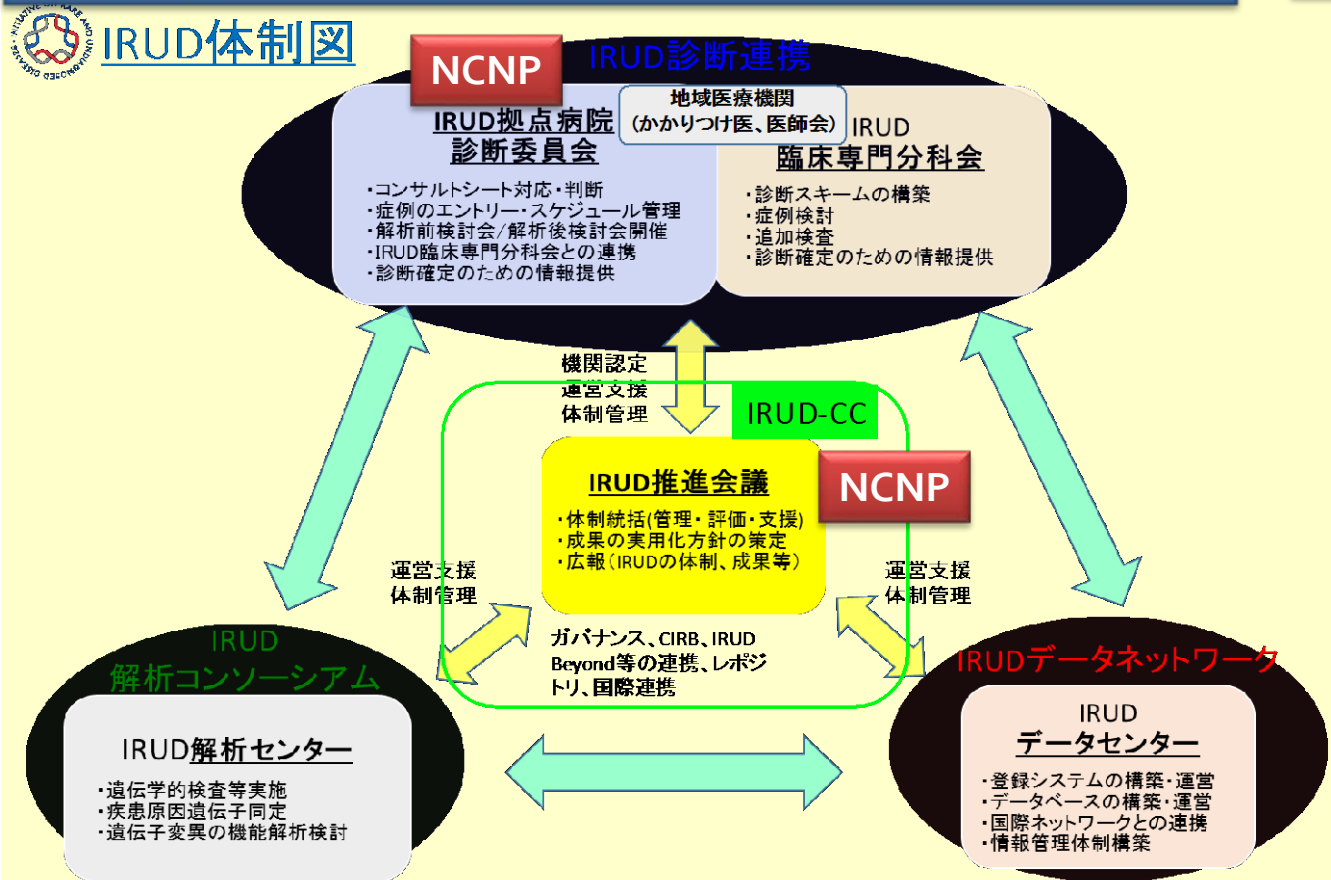 INITIATIVE ON RARE AND UNDIAGNOSED DISEASES
IRUD体制図
IRUD診断連携
NCNP
地域医療機関
(かかりつけ医、医師会)
IRUD拠点病院
診断委員会
・コンサルトシート対応・判断
・症例のエントリー・スケジュール管理
・解析前検討会/解析後検討会開催
・IRUD臨床専門分科会との連携
・診断確定のための情報提供
IRUD
臨床専門分科会
・診断スキームの構築
・症例検討
・追加検査
・診断確定のための情報提供
機関認定
運営支援
体制管理
IRUD-CC
NCNP
IRUD推進会議
・体制統括(管理・評価・支援)
・成果の実用化方針の策定
・広報(IRUDの体制、成果等)
運営支援
体制管理
運営支援
体制管理
ガバナンス、CIRB、IRUD
Beyond等の連携、レポジ
トリ、国際連携
IRUD
解析コンソーシアム
IRUD解析センター
・遺伝学的検査等実施
・疾患原因遺伝子同定
・遺伝子変異の機能解析検討
IRUDデータネットワーク
IRUD
データセンター
・登録システムの構築・運営
・データベースの構築・運営
・国際ネットワークとの連携
・情報管理体制構築